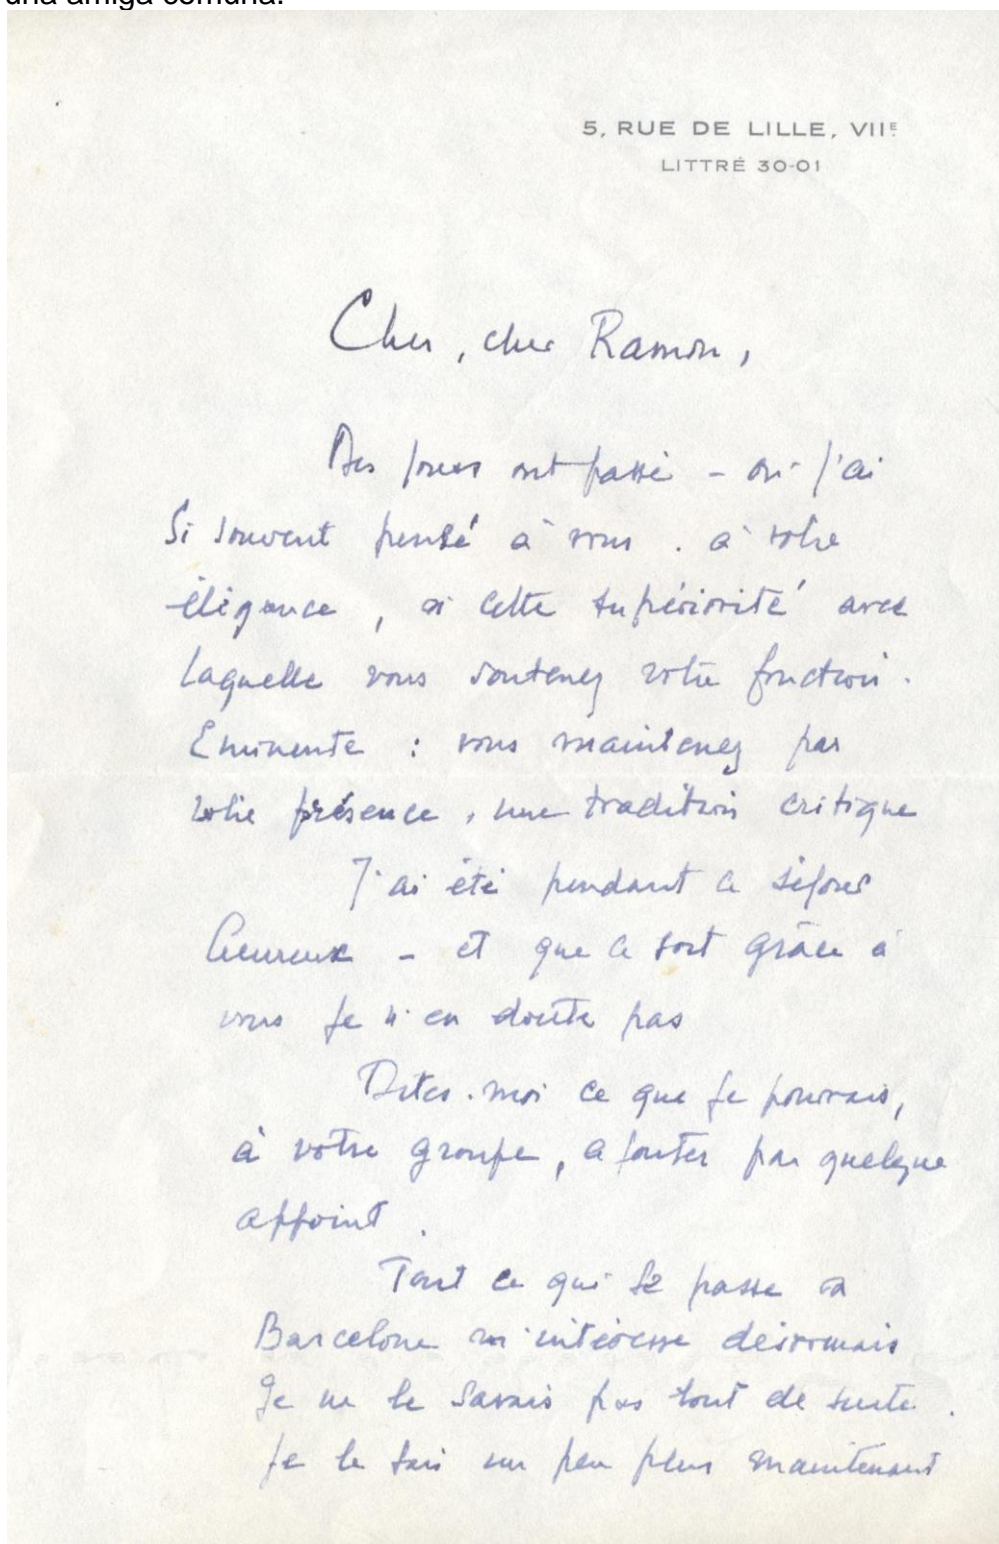 una amiga comuna.
5, RUE DE LILLE, VIIE
LITTRÉ 30-01
Cher, cher Ramon,
Des jours ont passé – où j'ai
si souvent pensé à vous. à votre
élégance, à cette supériorité avec
laquelle vous soutenez votre fonction.
Eminente : vous maintenez par
votre présence, une tradition critique
J'ai été pendant ce séjour
heureux – et que ce soit grâce à
vous je n'en doute pas
Dites-moi ce que je pourrais,
à votre groupe, ajouter par quelque
appoint.
Tout ce qui se passe à
Barcelone m'intéresse désormais
Je ne le savais pas tout de suite.
Je le sais un peu plus maintenant